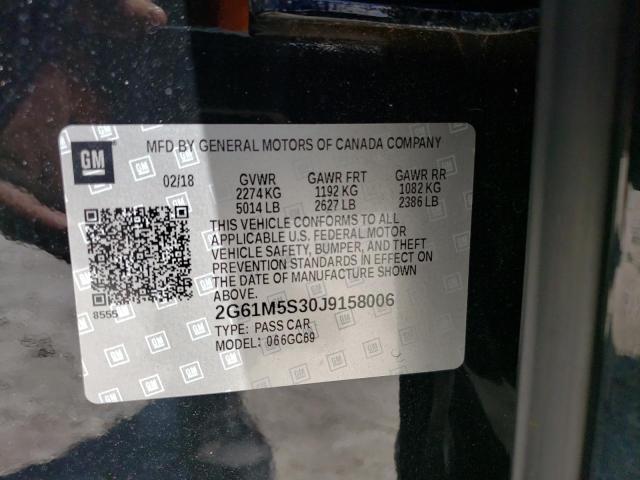 GM
MFD BY GENERAL MOTORS OF CANADA COMPANY
02/18 GVWR GAWR FRT GAWR RR
2274 KG 1192 KG 1082 KG
5014 LB 2627 LB 2386 LB
THIS VEHICLE CONFORMS TO ALL
APPLICABLE U.S. FEDERAL MOTOR
VEHICLE SAFETY, BUMPER, AND THEFT
PREVENTION STANDARDS IN EFFECT ON
THE DATE OF MANUFACTURE SHOWN
ABOVE.
8555
2G61M5S30J9158006
TYPE: PASS CAR
MODEL: 066GC69